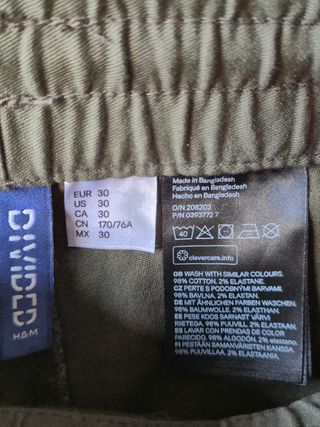 DIVIDED
H&M
EUR 30
US 30
CA 30
CN 170/76A
MX 30
Made in Bangladesh
Fabriqué en Bangladesh
Hecho en Bangladesh
O/N 208203
P/N 0393772 7
clevercare.info
GB WASH WITH SIMILAR COLOURS.
98% COTTON, 2% ELASTANE.
CZ PERTE S PODOBNÝMI BARVAMI.
98% BAVLNA, 2% ELASTAN.
DE MIT ÄHNLICHEN FARBEN WASCHEN.
98% BAUMWOLLE, 2% ELASTHAN.
EE PESE KOOS SARNAST VÄRVI
RIETEGA. 98% PUUVILL, 2% ELASTAAN.
ES LAVAR CON PRENDAS DE COLOR
PARECIDO. 98% ALGODÓN, 2% ELASTANO.
FI PESTÄÄN SAMANVÄRISTEN KANSSA.
98% PUUVILLAA, 2% ELASTAANIA.